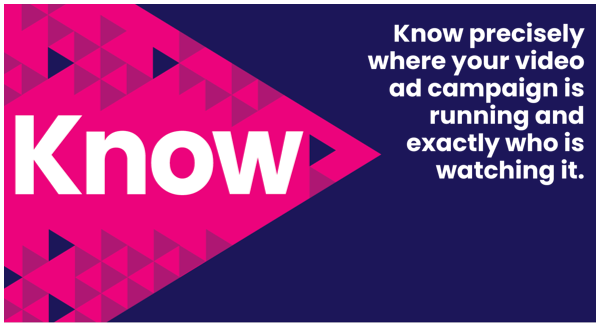 Know
Know precisely
where your video
ad campaign is
running and
exactly who is
watching it.